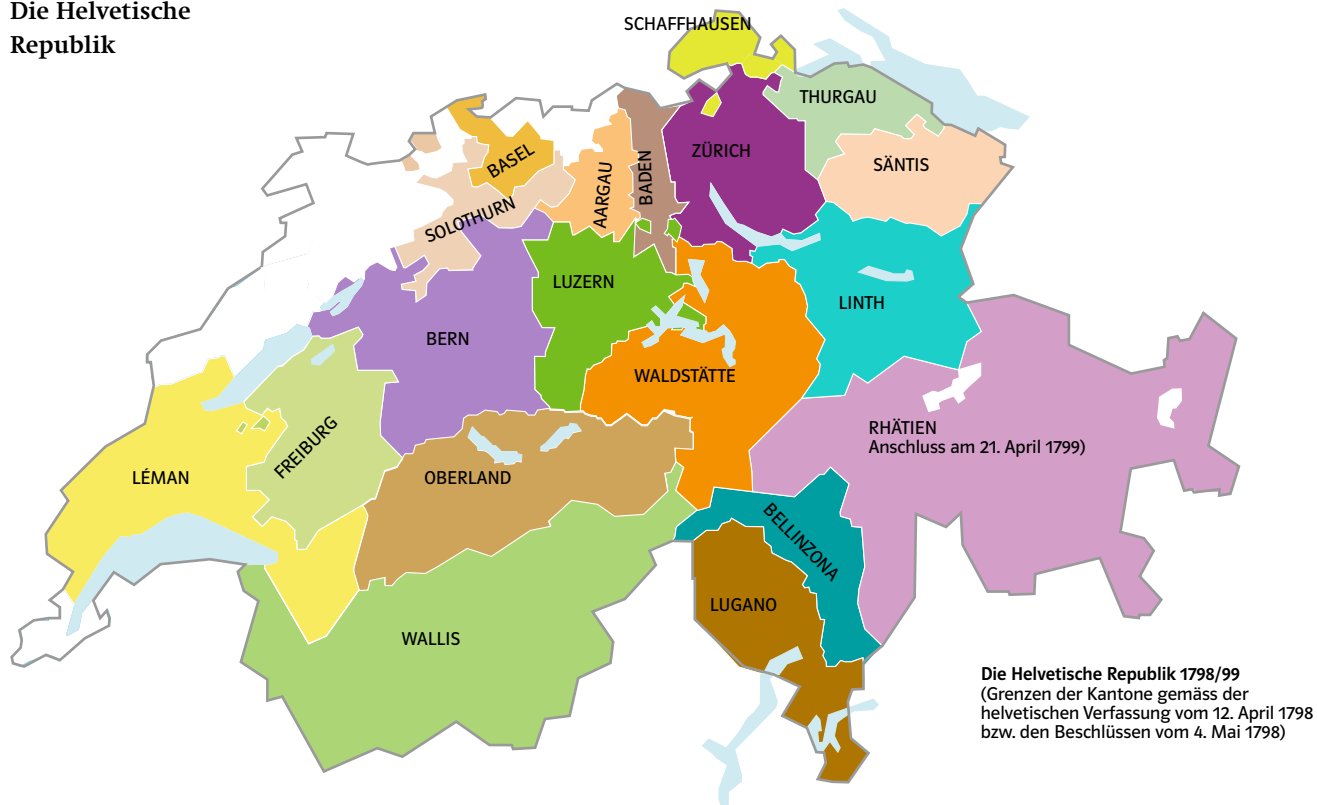 Die Helvetische
Republik
SCHAFFHAUSEN
THURGAU
ZÜRICH
SÄNTIS
BASEL
AARGAU
BADEN
SOLOTHURN
LUZERN
LINTH
BERN
WALDSTÄTTE
RHÄTIEN
Anschluss am 21. April 1799)
FREIBURG
LÉMAN
OBERLAND
BELLINZONA
LUGANO
WALLIS
Die Helvetische Republik 1798/99
(Grenzen der Kantone gemäss der
helvetischen Verfassung vom 12. April 1798
bzw. den Beschlüssen vom 4. Mai 1798)